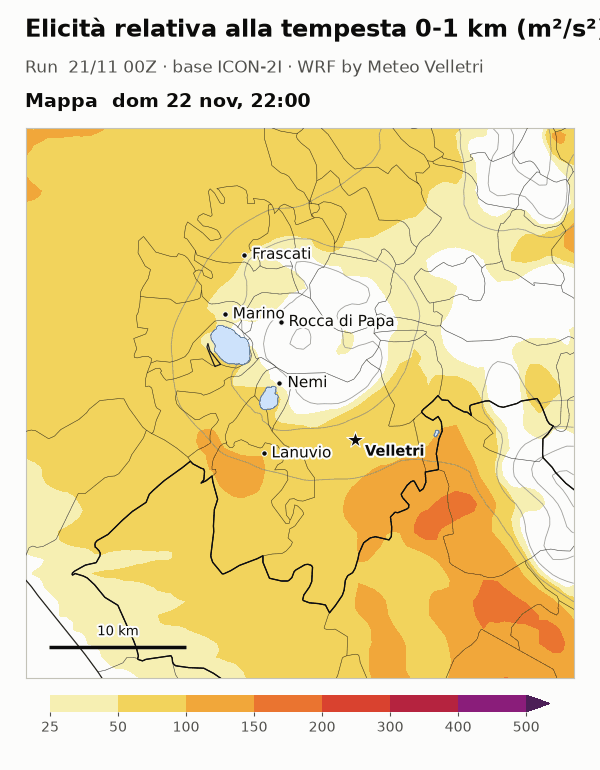 Elicità relativa alla tempesta 0-1 km (m²/s²)
Run  21/11 00Z · base ICON-2I · WRF by Meteo Velletri
Mappa  dom 22 nov, 22:00
Frascati
Marino
Rocca di Papa
Nemi
Velletri
Lanuvio
10 km
25 50 100 150 200 300 400 500